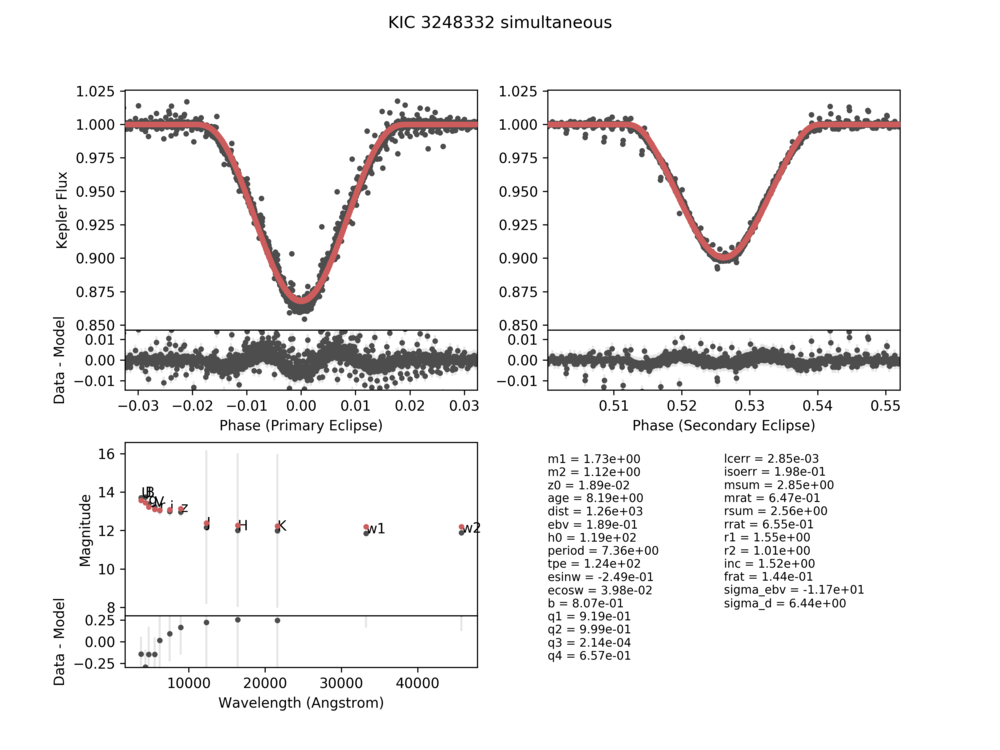 KIC 3248332 simultaneous
1.025
1.000
0.975
0.950
0.925
0.900
0.875
0.850
Kepler Flux
0.01
0.00
−0.01
Data - Model
−0.03 −0.02 −0.01 0.00 0.01 0.02 0.03
Phase (Primary Eclipse)
1.025
1.000
0.975
0.950
0.925
0.900
0.875
0.850
0.01
0.00
−0.01
0.51 0.52 0.53 0.54 0.55
Phase (Secondary Eclipse)
16
14
12
10
8
Magnitude
B
V
i
z
H
K
w1
w2
0.25
0.00
−0.25
Data - Model
10000 20000 30000 40000
Wavelength (Angstrom)
m1 = 1.73e+00
m2 = 1.12e+00
z0 = 1.89e-02
age = 8.19e+00
dist = 1.26e+03
ebv = 1.89e-01
h0 = 1.19e+02
period = 7.36e+00
tpe = 1.24e+02
esinw = -2.49e-01
ecosw = 3.98e-02
b = 8.07e-01
q1 = 9.19e-01
q2 = 9.99e-01
q3 = 2.14e-04
q4 = 6.57e-01
lcerr = 2.85e-03
isoerr = 1.98e-01
msum = 2.85e+00
mrat = 6.47e-01
rsum = 2.56e+00
rrat = 6.55e-01
r1 = 1.55e+00
r2 = 1.01e+00
inc = 1.52e+00
frat = 1.44e-01
sigma_ebv = -1.17e+01
sigma_d = 6.44e+00